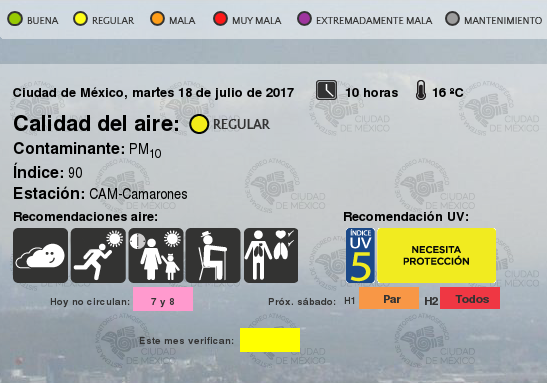 BUENA REGULAR MALA MUY MALA EXTREMADAMENTE MALA MANTENIMIENTO
Ciudad de México, martes 18 de julio de 2017 10 horas 16 ºC
Calidad del aire: REGULAR
Contaminante: PM10
Índice: 90
Estación: CAM-Camarones
Recomendaciones aire: Recomendación UV:
ÍNDICE
UV
5
NECESITA
PROTECCIÓN
Hoy no circulan: 7 y 8 Próx. sábado: H1 Par H2 Todos
Este mes verifican:
MONITOREO ATMOSFÉRICO
CIUDAD
DE MÉXICO